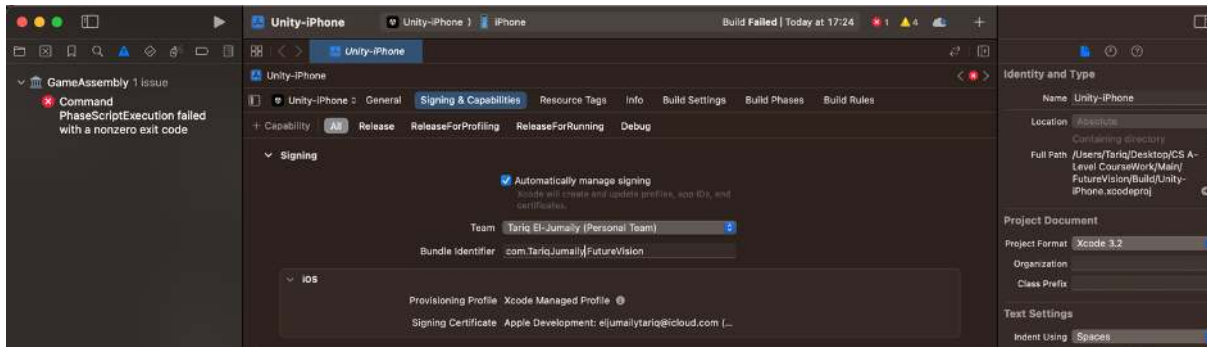 Unity-iPhone
Unity-iPhone ⟩ iPhone
Build Failed | Today at 17:24
1
4
Unity-iPhone
Unity-iPhone
GameAssembly 1 issue
Command
PhaseScriptExecution failed
with a nonzero exit code
Unity-iPhone General Signing & Capabilities Resource Tags Info Build Settings Build Phases Build Rules
+ Capability All Release ReleaseForProfiling ReleaseForRunning Debug
Signing
Automatically manage signing
Xcode will create and update profiles, app IDs, and
certificates.
Team Tariq El-Jumaily (Personal Team)
Bundle Identifier com.TariqJumaily.FutureVision
iOS
Provisioning Profile Xcode Managed Profile
Signing Certificate Apple Development: eljumailytariq@icloud.com (...
Identity and Type
Name Unity-iPhone
Location Absolute
Containing directory
Full Path /Users/Tariq/Desktop/CS A-
Level CourseWork/Main/
FutureVision/Build/Unity-
iPhone.xcodeproj
Project Document
Project Format Xcode 3.2
Organization
Class Prefix
Text Settings
Indent Using Spaces